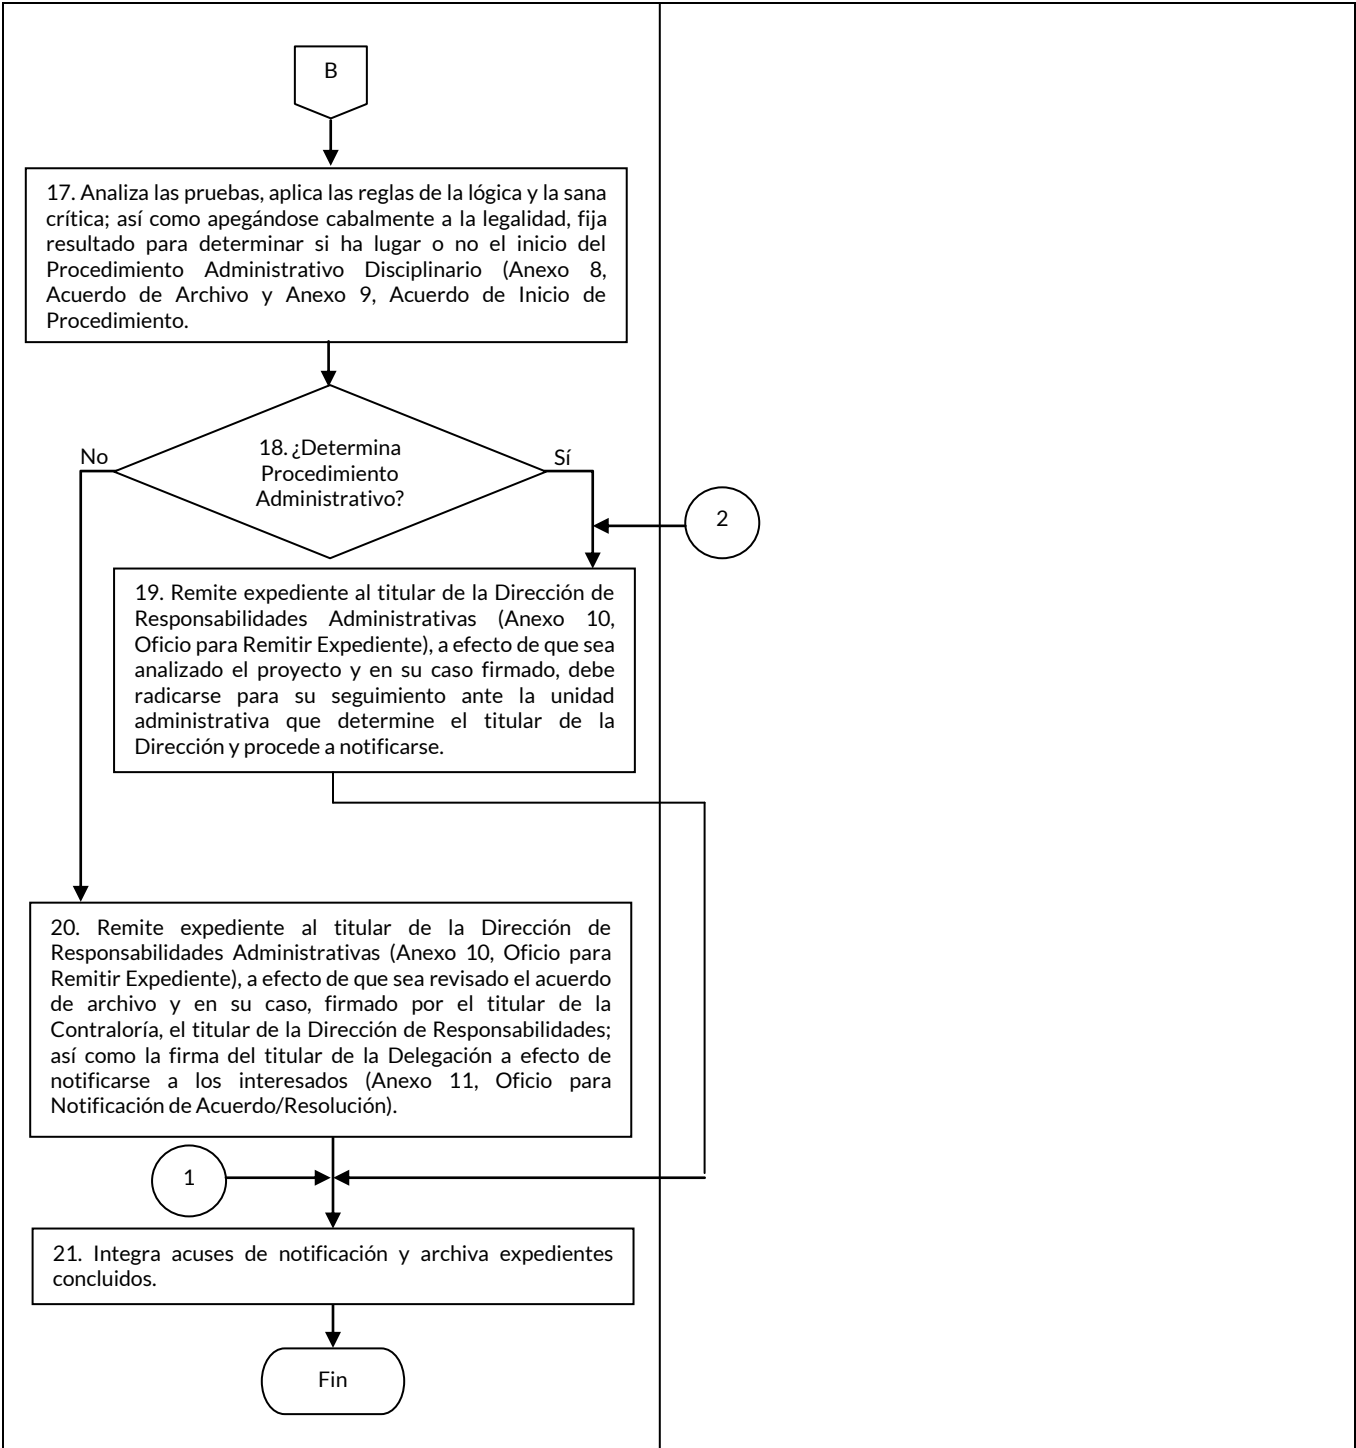 B
17. Analiza las pruebas, aplica las reglas de la lógica y la sana
crítica; así como apegándose cabalmente a la legalidad, fija
resultado para determinar si ha lugar o no el inicio del
Procedimiento Administrativo Disciplinario (Anexo 8,
Acuerdo de Archivo y Anexo 9, Acuerdo de Inicio de
Procedimiento.
18. ¿Determina
Procedimiento
Administrativo?
No
Sí
2
19. Remite expediente al titular de la Dirección de
Responsabilidades Administrativas (Anexo 10,
Oficio para Remitir Expediente), a efecto de que sea
analizado el proyecto y en su caso firmado, debe
radicarse para su seguimiento ante la unidad
administrativa que determine el titular de la
Dirección y procede a notificarse.
20. Remite expediente al titular de la Dirección de
Responsabilidades Administrativas (Anexo 10, Oficio para
Remitir Expediente), a efecto de que sea revisado el acuerdo
de archivo y en su caso, firmado por el titular de la
Contraloría, el titular de la Dirección de Responsabilidades;
así como la firma del titular de la Delegación a efecto de
notificarse a los interesados (Anexo 11, Oficio para
Notificación de Acuerdo/Resolución).
1
21. Integra acuses de notificación y archiva expedientes
concluidos.
Fin